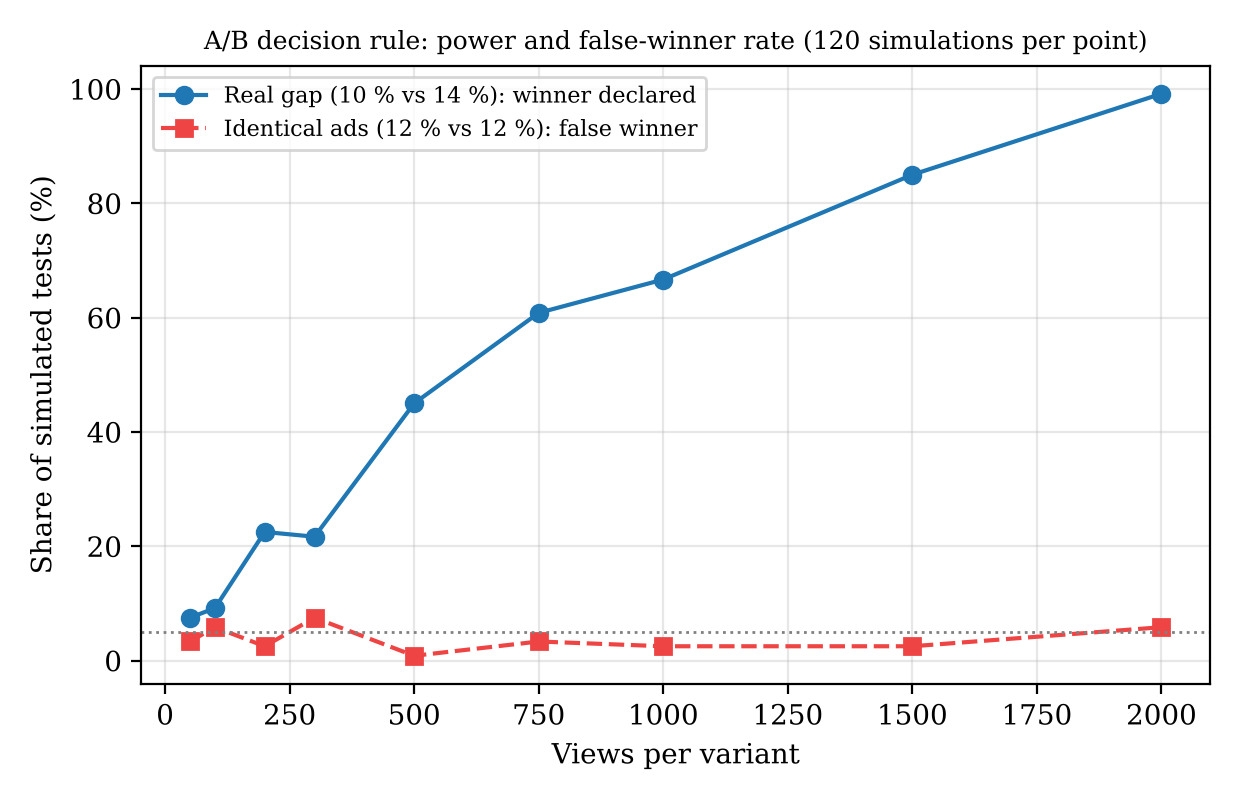 A/B decision rule: power and false-winner rate (120 simulations per point)
Real gap (10 % vs 14 %): winner declared
Identical ads (12 % vs 12 %): false winner
Share of simulated tests (%)
100
80
60
40
20
0
0 250 500 750 1000 1250 1500 1750 2000
Views per variant